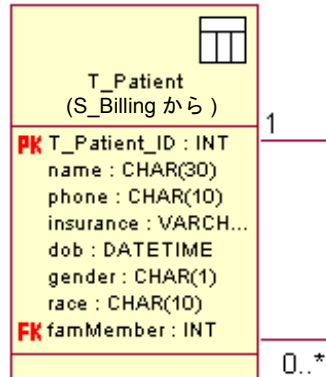 T_Patient
(S_Billing から )
1
PK T_Patient_ID : INT
name : CHAR(30)
phone : CHAR(10)
insurance : VARCH...
dob : DATETIME
gender : CHAR(1)
race : CHAR(10)
FK famMember : INT
0..*